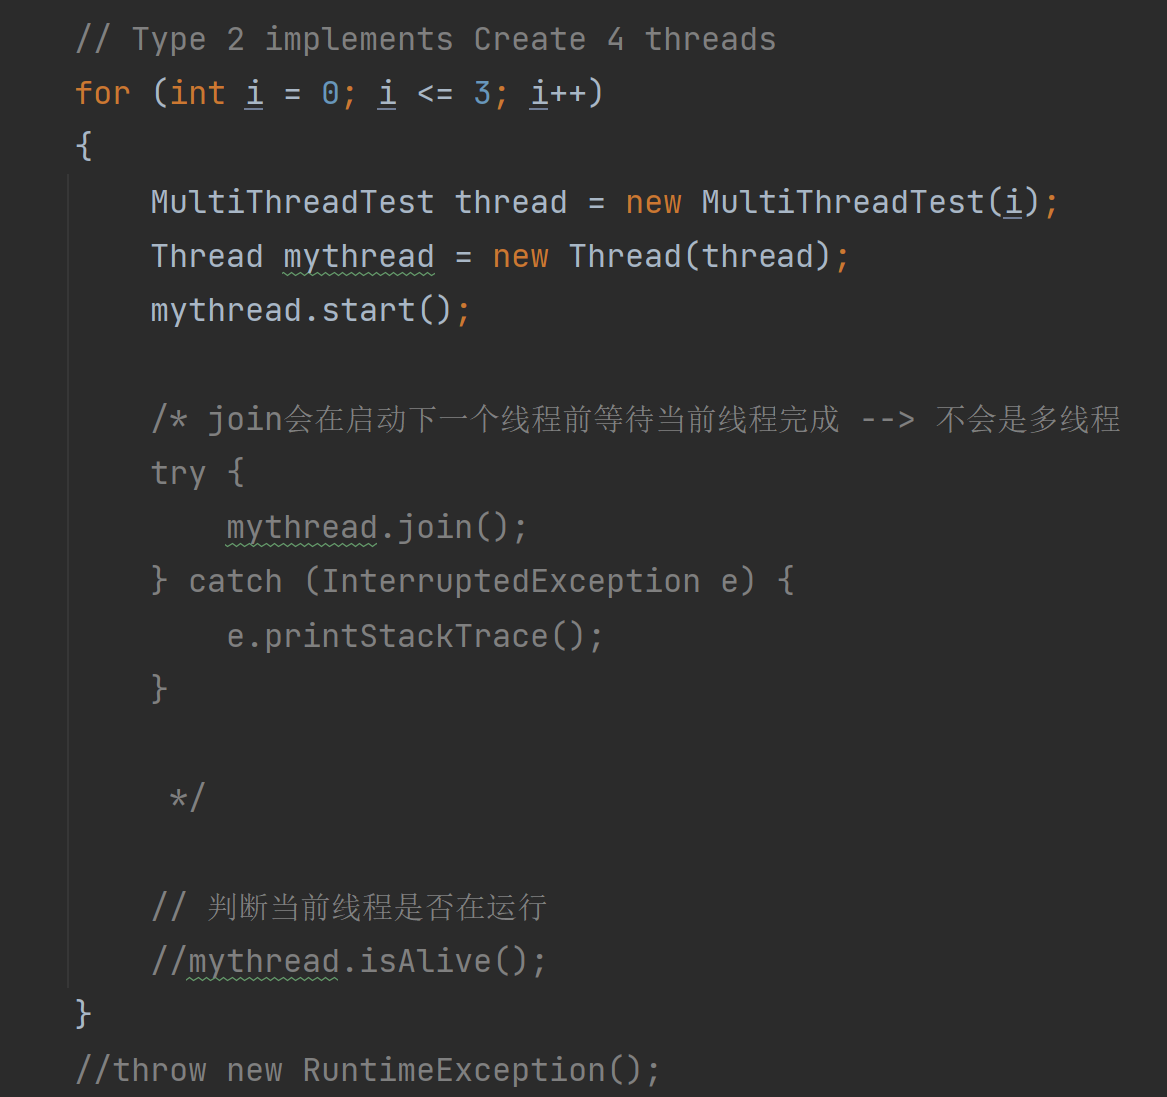 // Type 2 implements Create 4 threads
for (int i = 0; i <= 3; i++)
{
MultiThreadTest thread = new MultiThreadTest(i);
Thread mythread = new Thread(thread);
mythread.start();
/* join会在启动下一个线程前等待当前线程完成 --> 不会是多线程
try {
mythread.join();
} catch (InterruptedException e) {
e.printStackTrace();
}
*/
// 判断当前线程是否在运行
//mythread.isAlive();
}
//throw new RuntimeException();